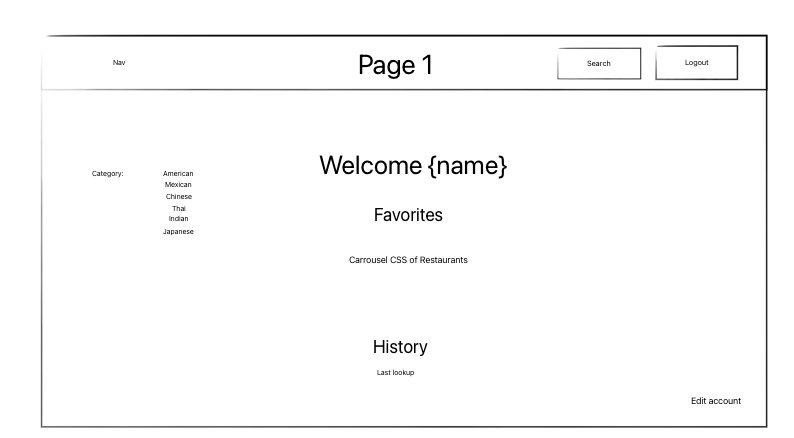 Nav
Page 1
Search
Logout
Welcome {name}
Category:
American
Mexican
Chinese
Thai
Indian
Japanese
Favorites
Carrousel CSS of Restaurants
History
Last lookup
Edit account